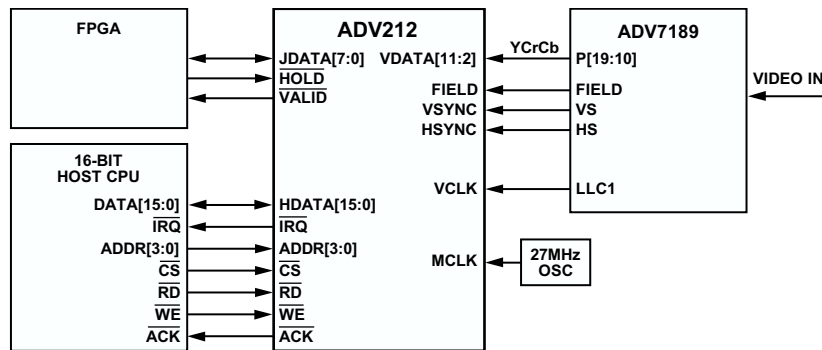 FPGA
ADV212
JDATA[7:0]
HOLD
VALID
VDATA[11:2]
FIELD
VSYNC
HSYNC
VCLK
MCLK
YCrCb
ADV7189
P[19:10]
FIELD
VS
HS
LLC1
VIDEO IN
27MHz
OSC
16-BIT
HOST CPU
DATA[15:0]
IRQ
ADDR[3:0]
CS
RD
WE
ACK
HDATA[15:0]
IRQ
ADDR[3:0]
CS
RD
WE
ACK